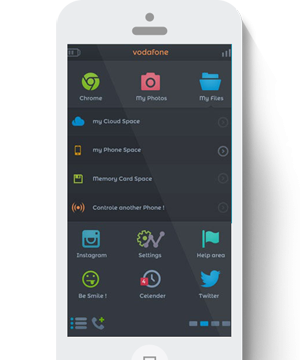 vodafone
Chrome My Photos My Files
my Cloud Space
my Phone Space
Memory Card Space
Controle another Phone !
Instagram Settings Help area
Be Smile ! Celender Twitter